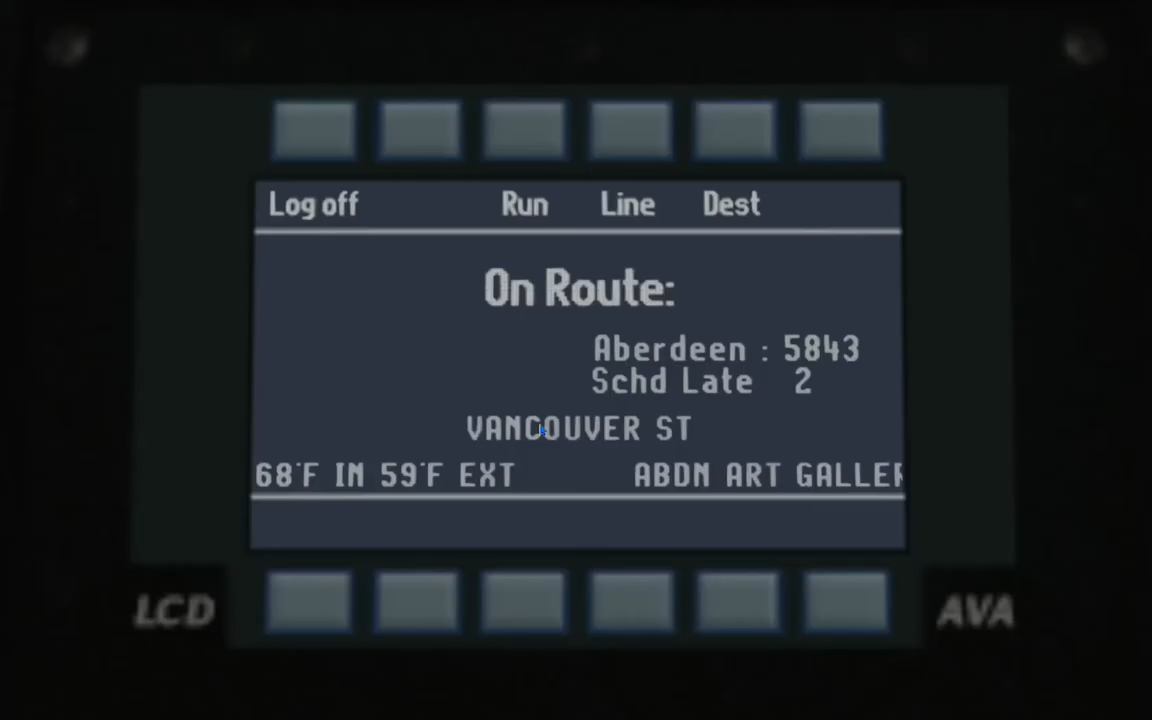 Log off Run Line Dest
On Route:
Aberdeen : 5843
Schd Late 2
VANCOUVER ST
68°F IN 59°F EXT ABDN ART GALLER
LCD AVA